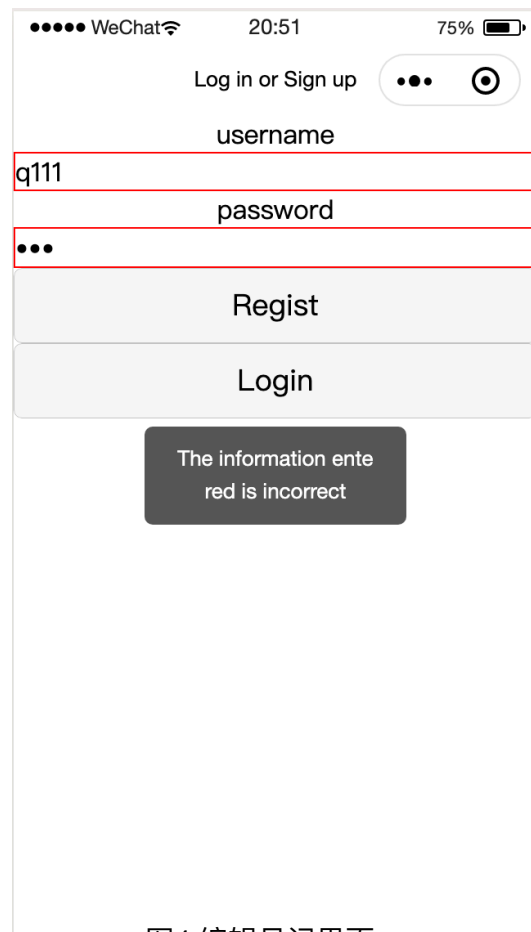 ●●●●● WeChat 20:51 75%
Log in or Sign up
username
q111
password
•••
Regist
Login
The information ente
red is incorrect